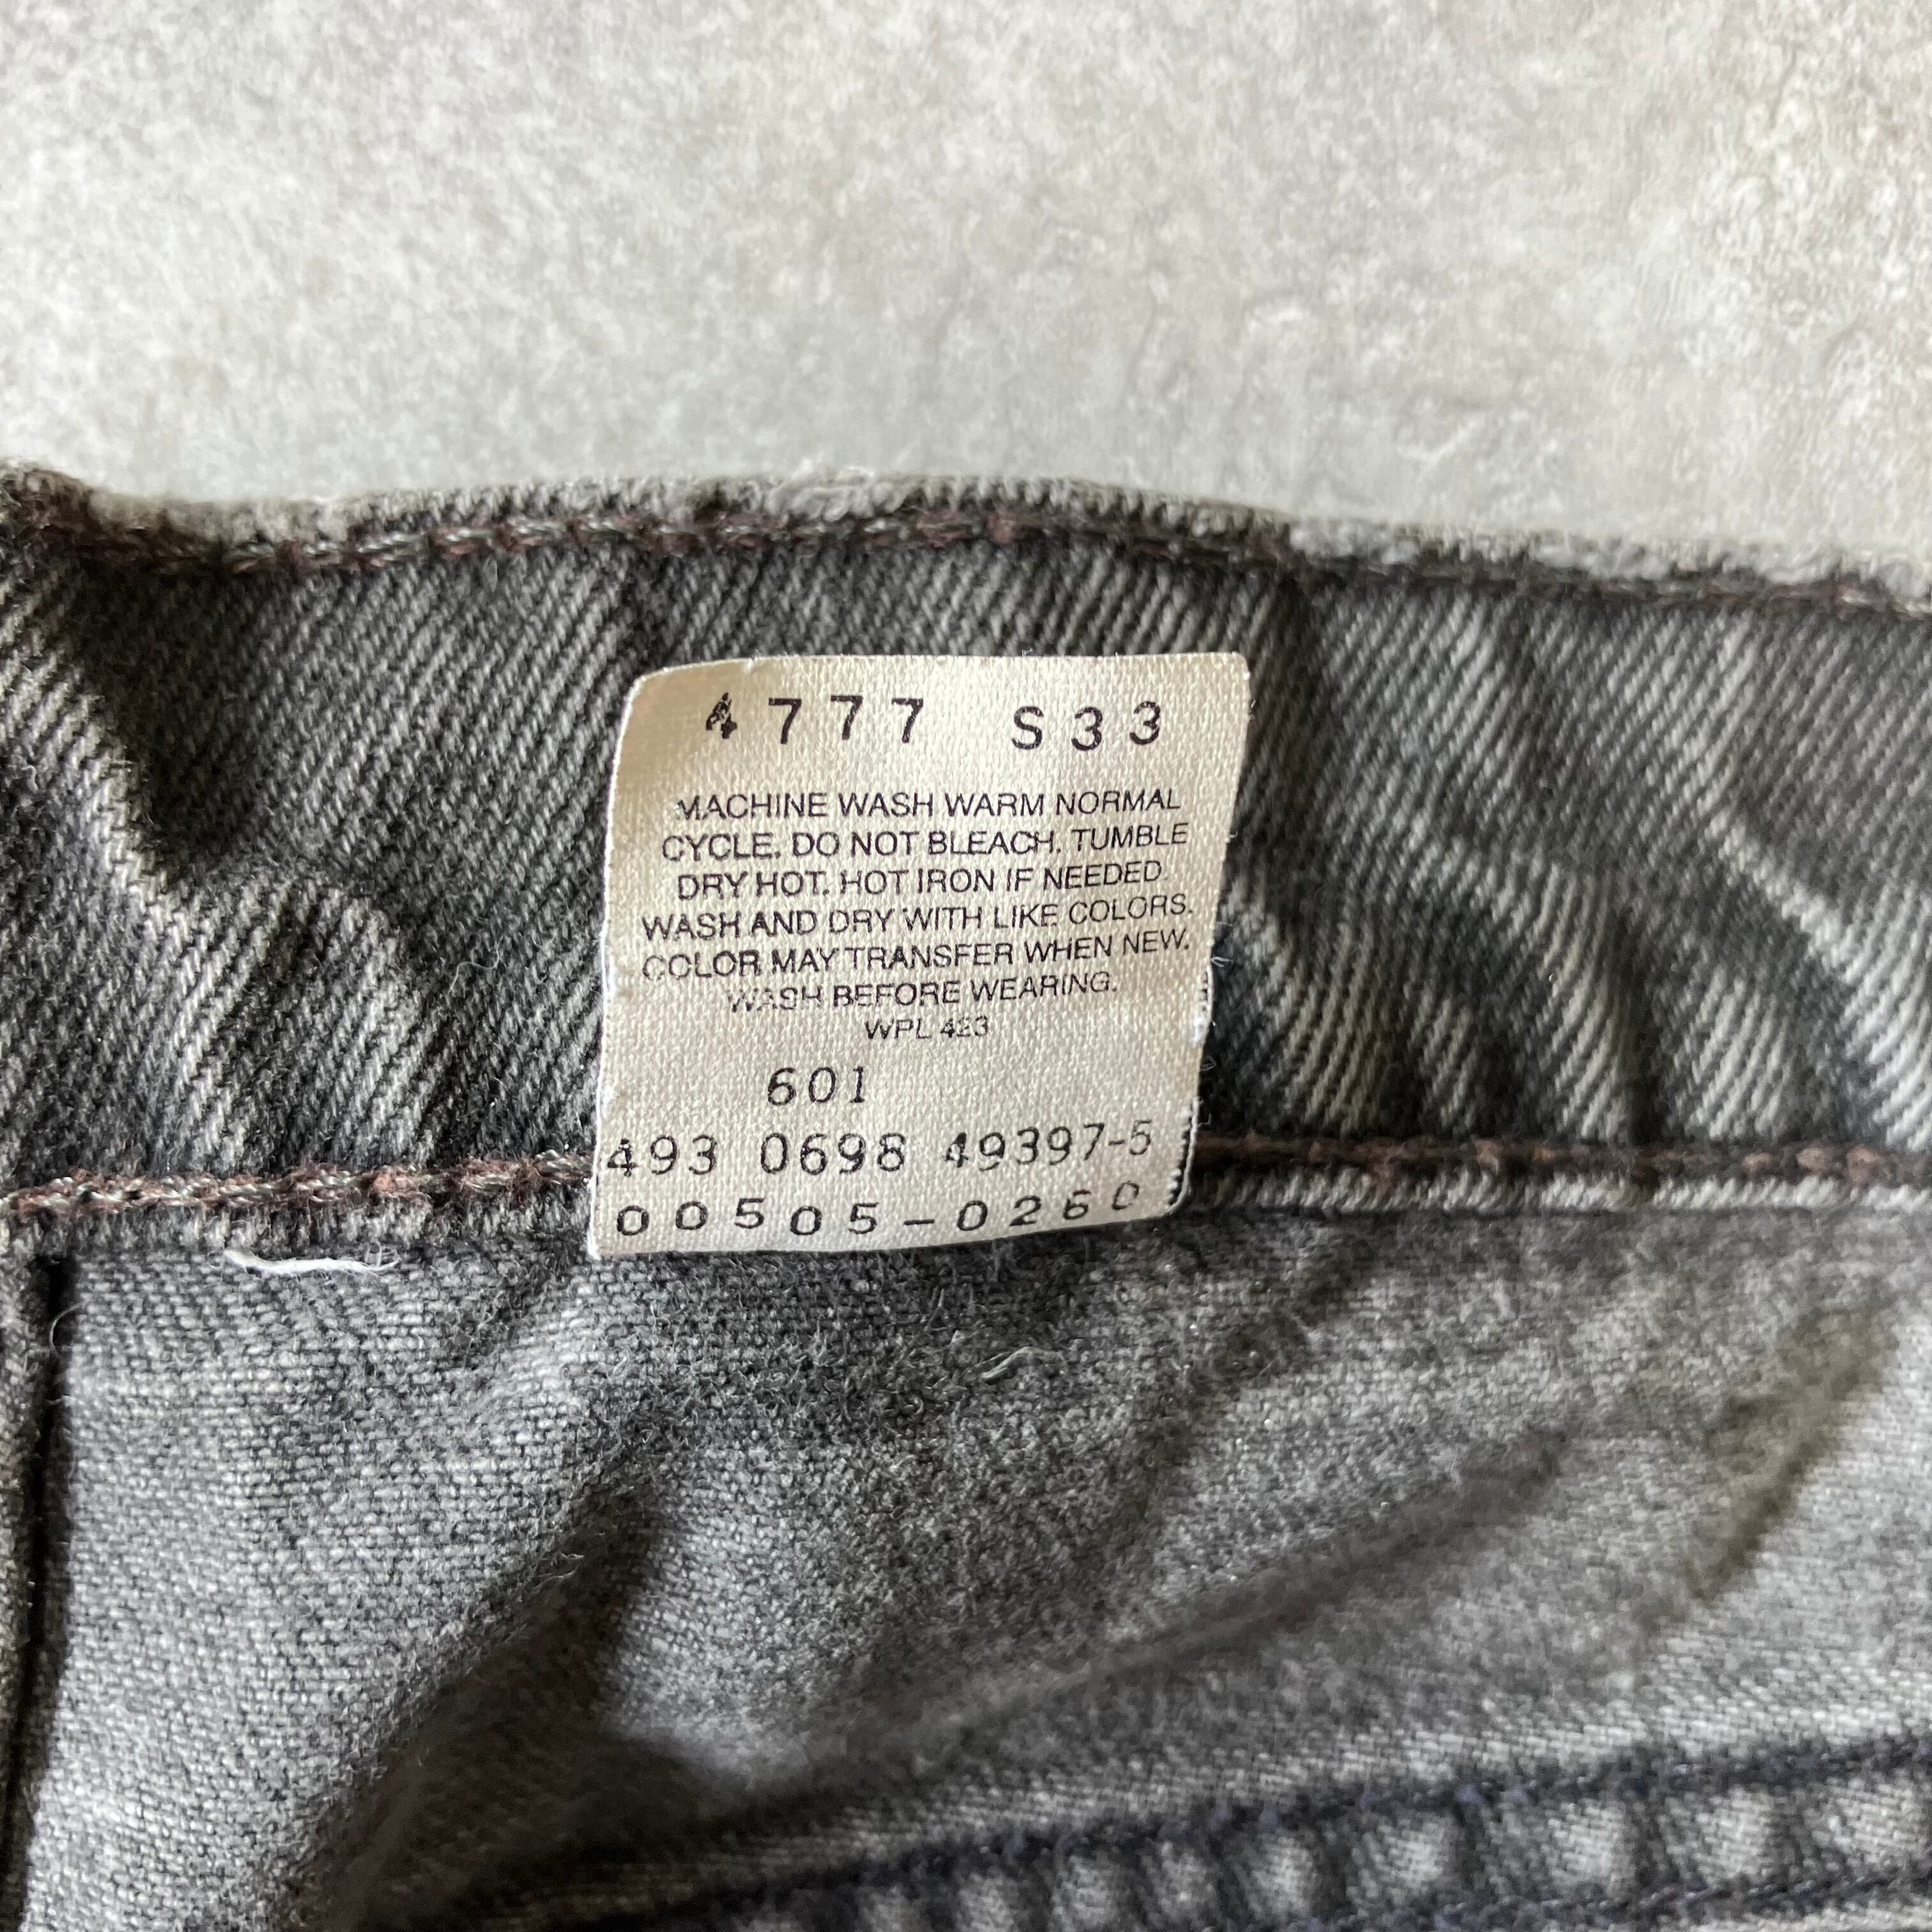 4777 S33
MACHINE WASH WARM NORMAL
CYCLE. DO NOT BLEACH. TUMBLE
DRY HOT. HOT IRON IF NEEDED.
WASH AND DRY WITH LIKE COLORS.
COLOR MAY TRANSFER WHEN NEW.
WASH BEFORE WEARING.
WPL 423
601
493 0698 49397-5
00505-0260